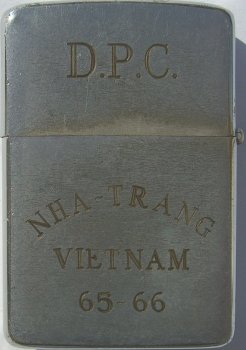 D.P.C.
NHA-TRANG
VIETNAM
65-66